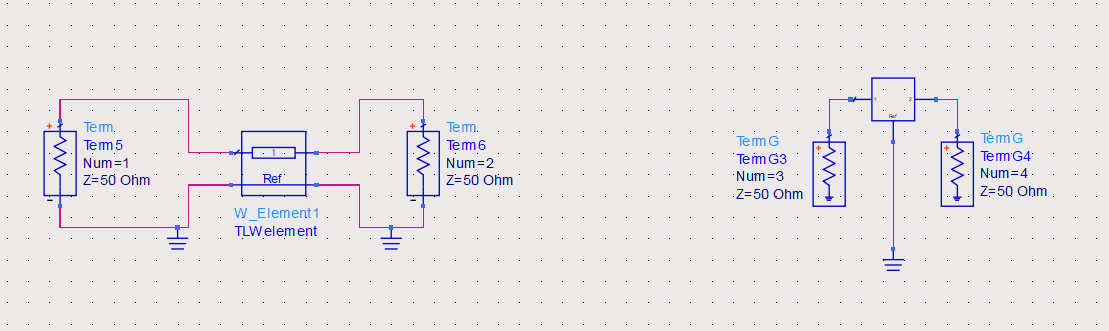 +
Term
Term5
Num=1
Z=50 Ohm
-
1
Ref
W_Element1
TLWelement
+
Term
Term6
Num=2
Z=50 Ohm
-
1
2
Ref
TermG
TermG3
Num=3
Z=50 Ohm
+
+
TermG
TermG4
Num=4
Z=50 Ohm